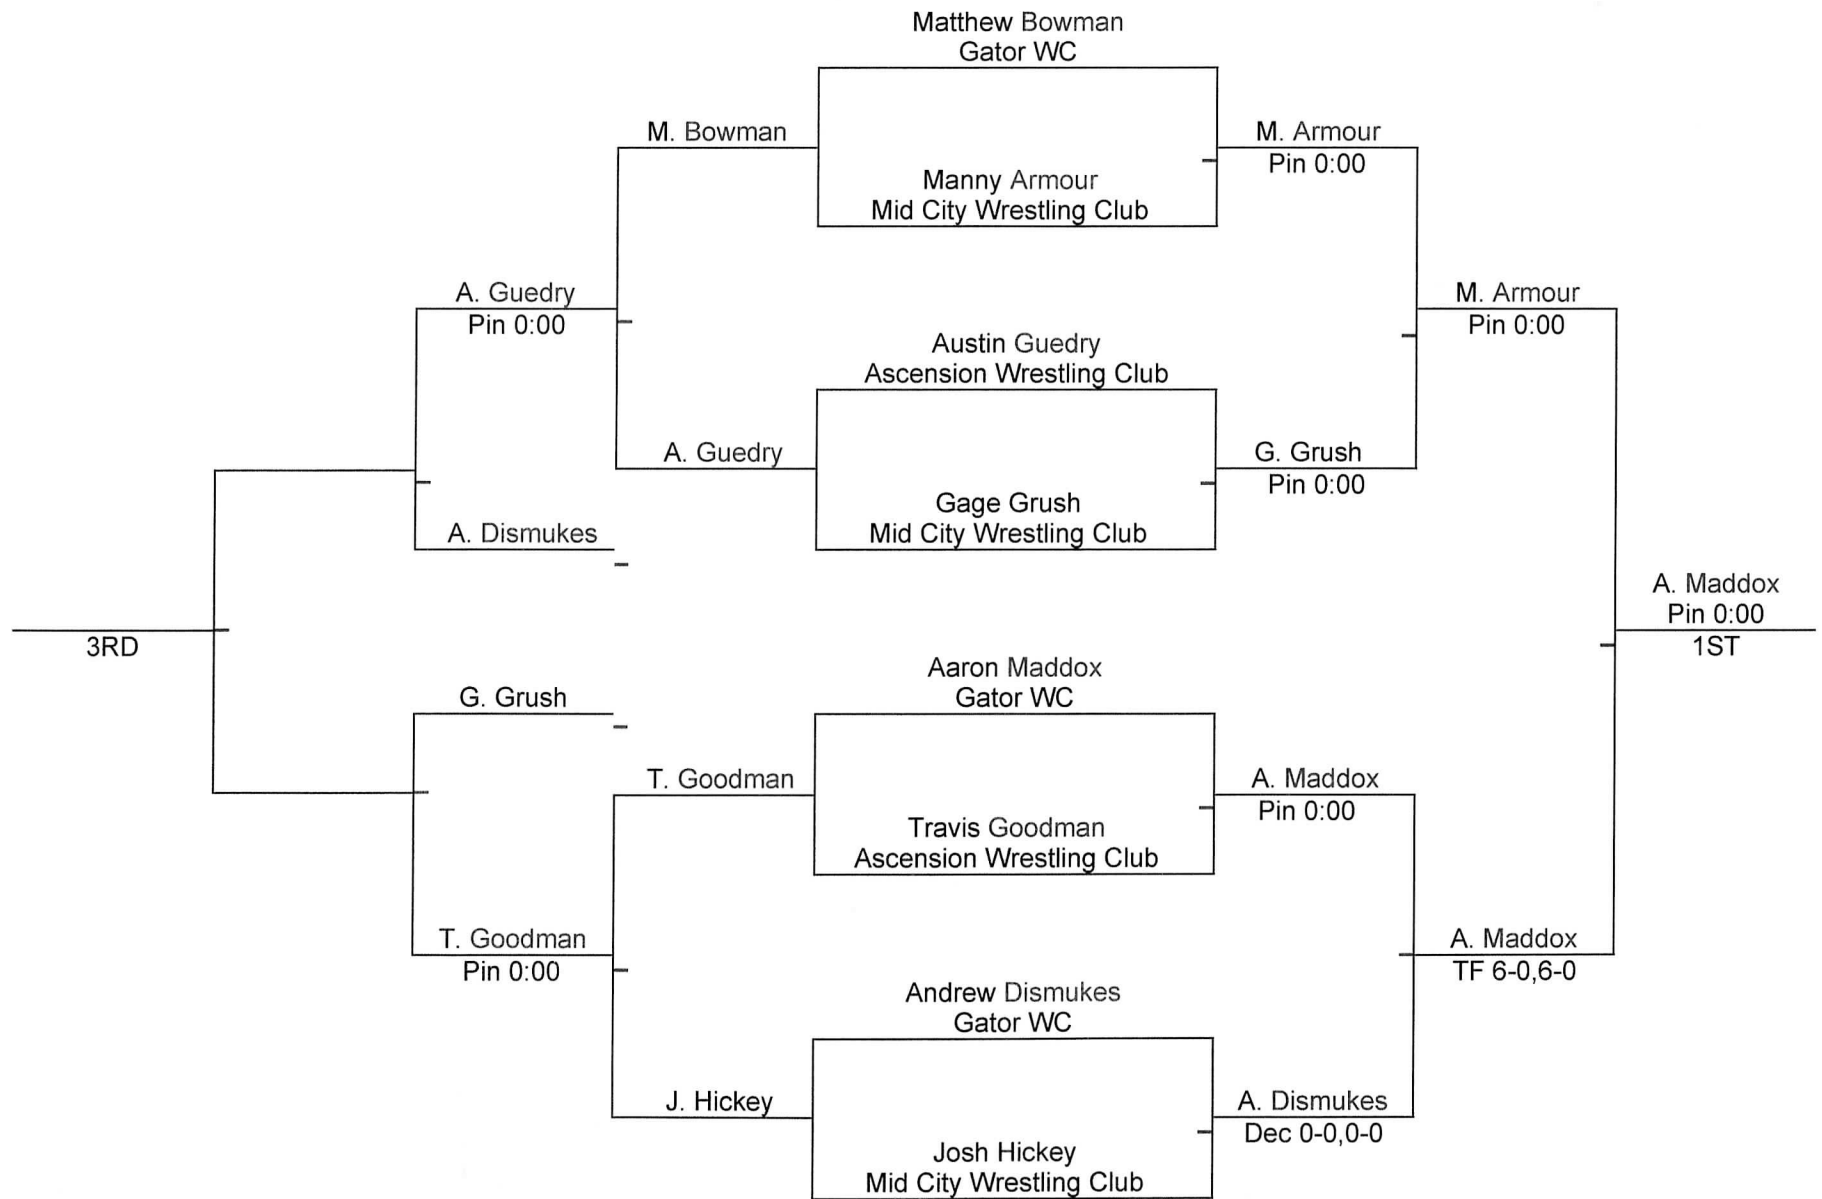 Matthew Bowman
Gator WC
M. Bowman
M. Armour
Pin 0:00
Manny Armour
Mid City Wrestling Club
A. Guedry
Pin 0:00
M. Armour
Pin 0:00
Austin Guedry
Ascension Wrestling Club
A. Guedry
G. Grush
Pin 0:00
Gage Grush
Mid City Wrestling Club
A. Dismukes
A. Maddox
Pin 0:00
1ST
3RD
Aaron Maddox
Gator WC
G. Grush
T. Goodman
A. Maddox
Pin 0:00
Travis Goodman
Ascension Wrestling Club
T. Goodman
Pin 0:00
A. Maddox
TF 6-0,6-0
Andrew Dismukes
Gator WC
J. Hickey
A. Dismukes
Dec 0-0,0-0
Josh Hickey
Mid City Wrestling Club